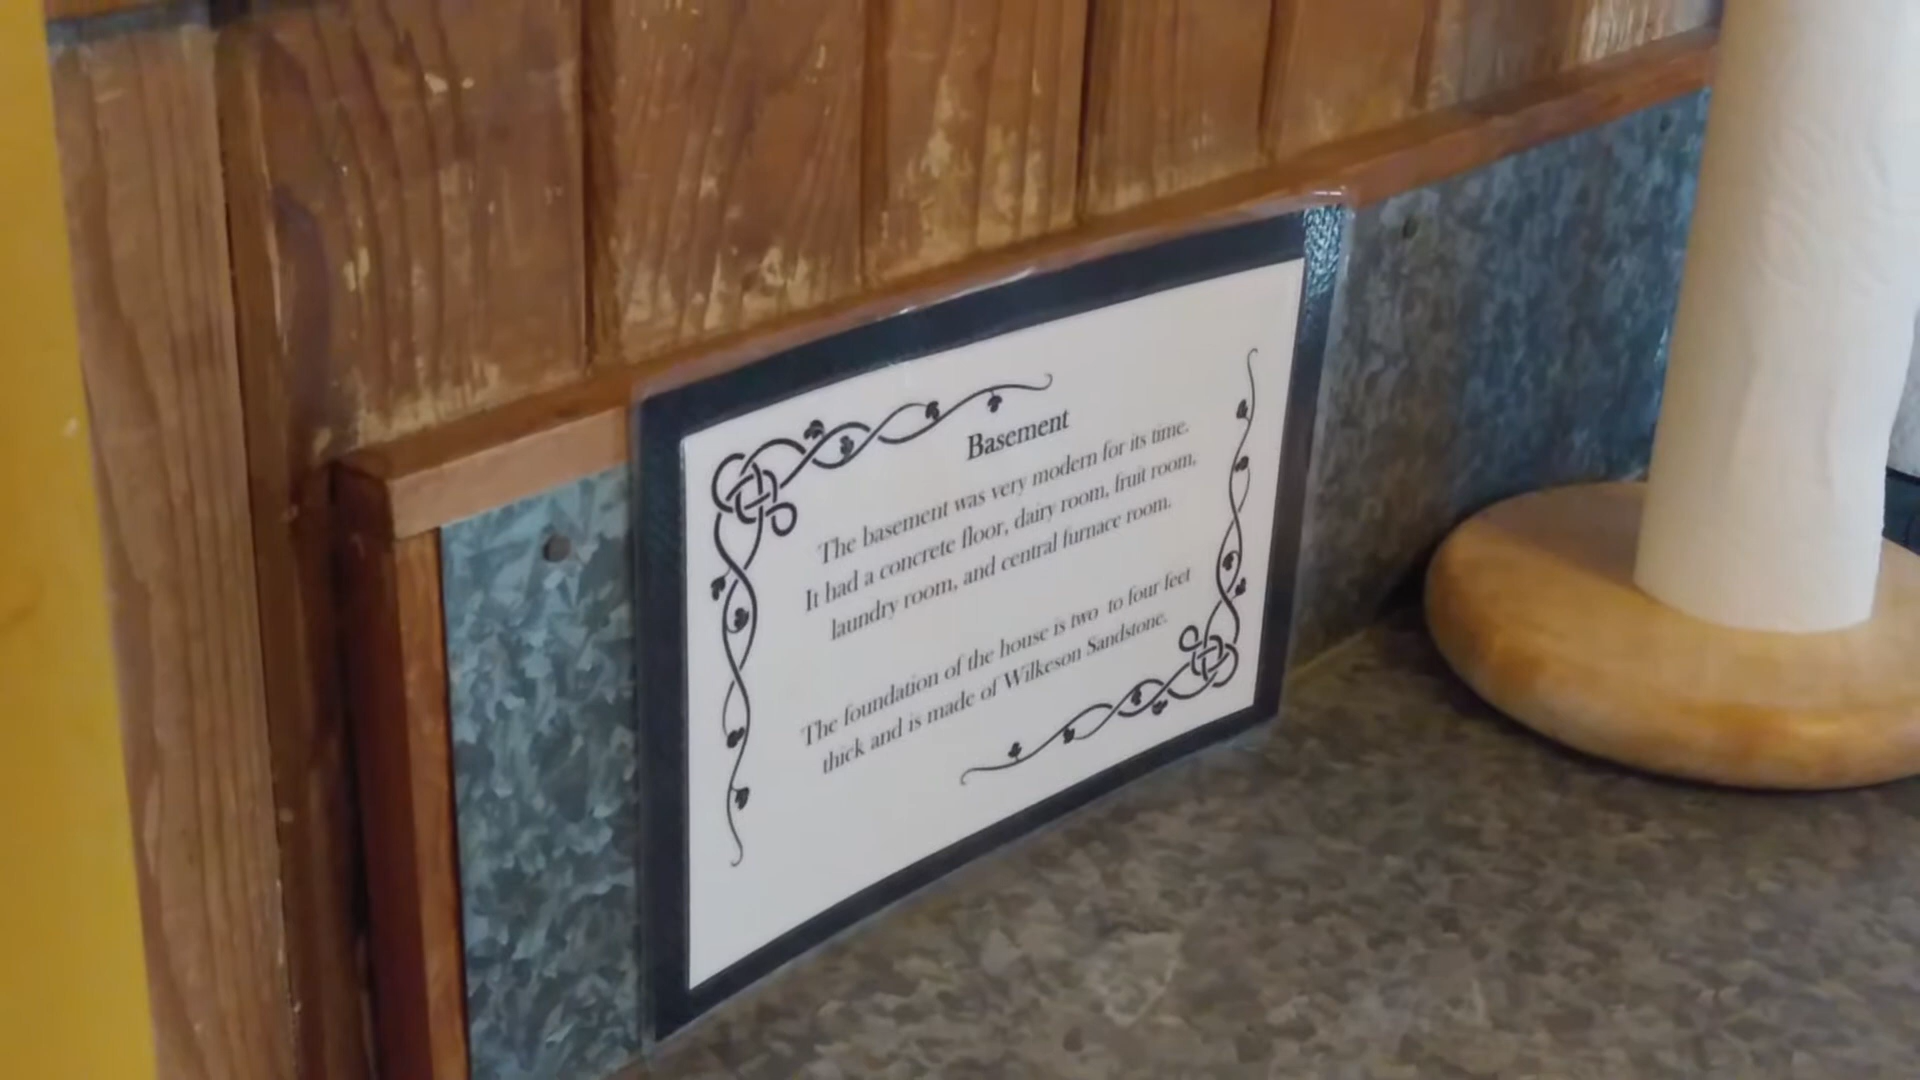 Basement
The basement was very modern for its time.
It had a concrete floor, dairy room, fruit room,
laundry room, and central furnace room.
The foundation of the house is two to four feet
thick and is made of Wilkeson Sandstone.